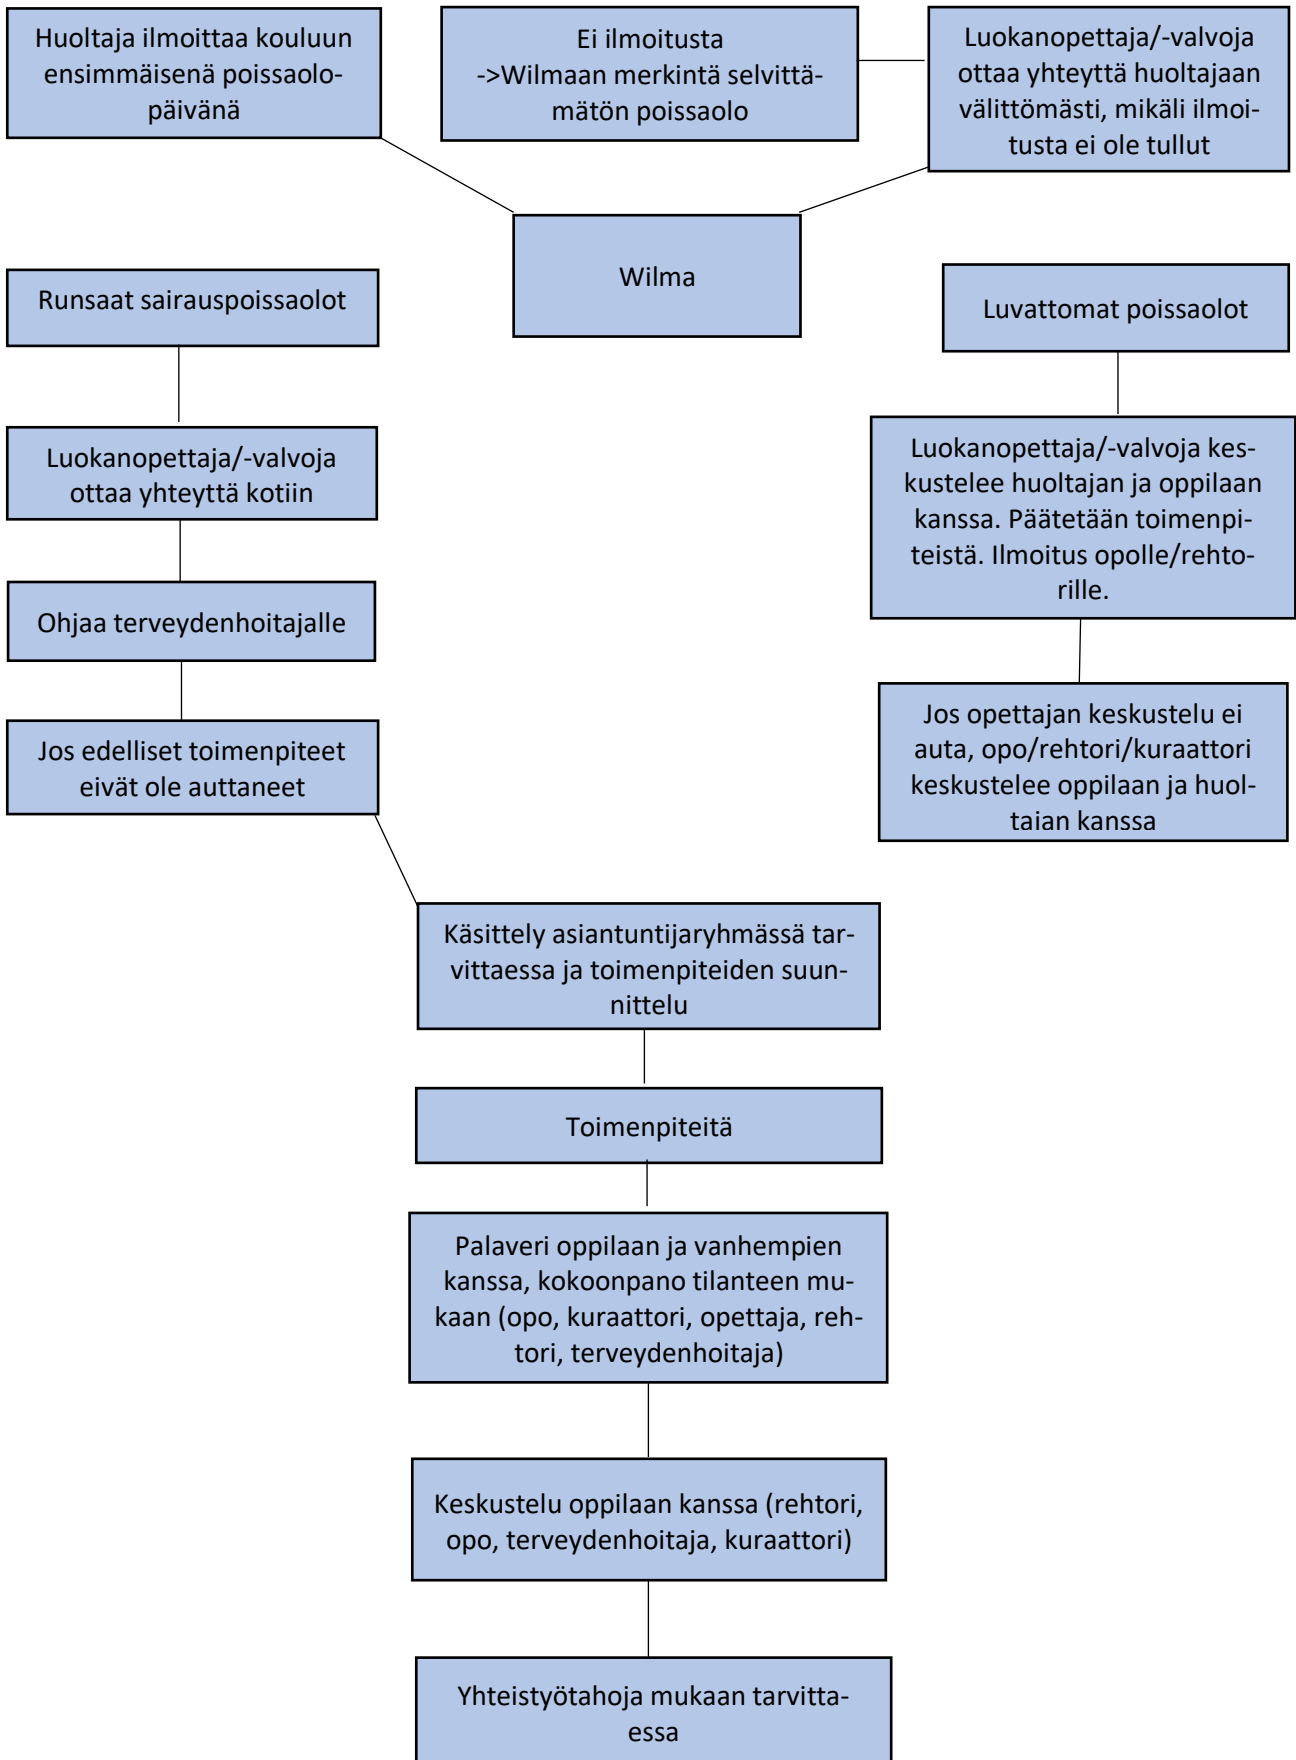 Huoltaja ilmoittaa kouluun
ensimmäisenä poissaolo-
päivänä
Ei ilmoitusta
->Wilmaan merkintä selvittä-
mätön poissaolo
Luokanopettaja/-valvoja
ottaa yhteyttä huoltajaan
välittömästi, mikäli ilmoi-
tusta ei ole tullut
Wilma
Runsaat sairauspoissaolot
Luvattomat poissaolot
Luokanopettaja/-valvoja
ottaa yhteyttä kotiin
Luokanopettaja/-valvoja kes-
kustelee huoltajan ja oppilaan
kanssa. Päätetään toimenpi-
teistä. Ilmoitus opolle/rehto-
rille.
Ohjaa terveydenhoitajalle
Jos edelliset toimenpiteet
eivät ole auttaneet
Jos opettajan keskustelu ei
auta, opo/rehtori/kuraattori
keskustelee oppilaan ja huol-
tajan kanssa
Käsittely asiantuntijaryhmässä tar-
vittaessa ja toimenpiteiden suun-
nittelu
Toimenpiteitä
Palaveri oppilaan ja vanhempien
kanssa, kokoonpano tilanteen mu-
kaan (opo, kuraattori, opettaja, reh-
tori, terveydenhoitaja)
Keskustelu oppilaan kanssa (rehtori,
opo, terveydenhoitaja, kuraattori)
Yhteistyötahoja mukaan tarvitta-
essa